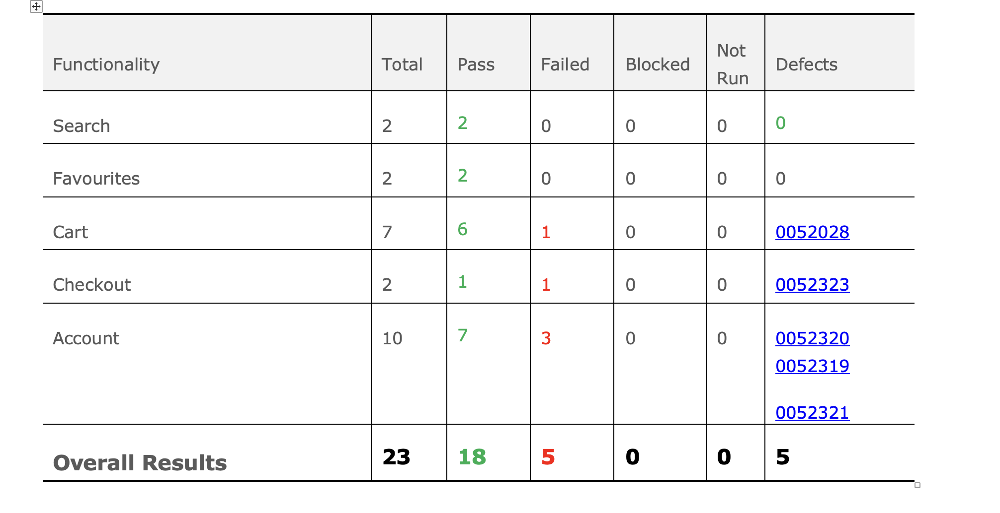 Functionality Total Pass Failed Blocked Not Run Defects
Search 2 2 0 0 0 0
Favourites 2 2 0 0 0 0
Cart 7 6 1 0 0 0052028
Checkout 2 1 1 0 0 0052323
Account 10 7 3 0 0 0052320
0052319
0052321
Overall Results 23 18 5 0 0 5